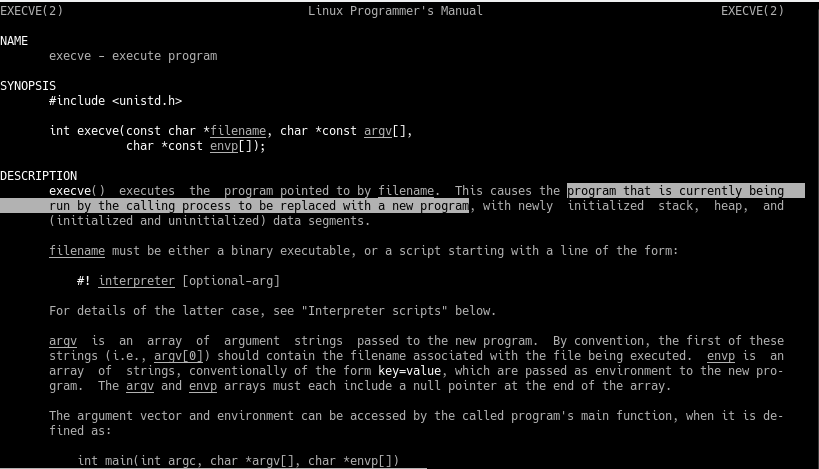 EXECVE(2) Linux Programmer's Manual EXECVE(2)
NAME
execve - execute program
SYNOPSIS
#include <unistd.h>
int execve(const char *filename, char *const argv[],
char *const envp[]);
DESCRIPTION
execve() executes the program pointed to by filename. This causes the program that is currently being
run by the calling process to be replaced with a new program, with newly initialized stack, heap, and
(initialized and uninitialized) data segments.
filename must be either a binary executable, or a script starting with a line of the form:
#! interpreter [optional-arg]
For details of the latter case, see "Interpreter scripts" below.
argv is an array of argument strings passed to the new program. By convention, the first of these
strings (i.e., argv[0]) should contain the filename associated with the file being executed. envp is an
array of strings, conventionally of the form key=value, which are passed as environment to the new pro-
gram. The argv and envp arrays must each include a null pointer at the end of the array.
The argument vector and environment can be accessed by the called program's main function, when it is de-
fined as:
int main(int argc, char *argv[], char *envp[])